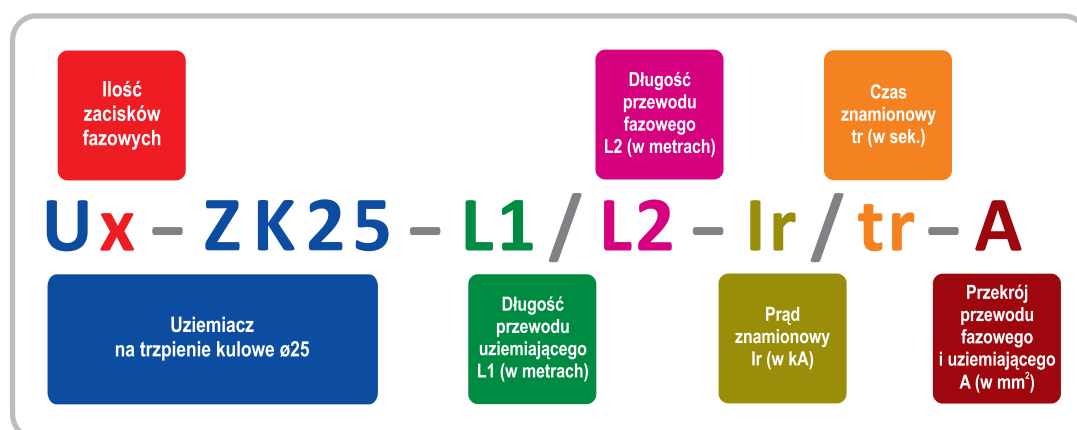 Ilość
zacisków
fazowych
Długość
przewodu
fazowego
L2 (w metrach)
Czas
znamionowy
tr (w sek.)
Ux – ZK25 – L1 / L2 – Ir / tr – A
Uziemiacz
na trzpienie kulowe ø25
Długość
przewodu
uziemiającego
L1 (w metrach)
Prąd
znamionowy
Ir (w kA)
Przekrój
przewodu
fazowego
i uziemiającego
A (w mm²)